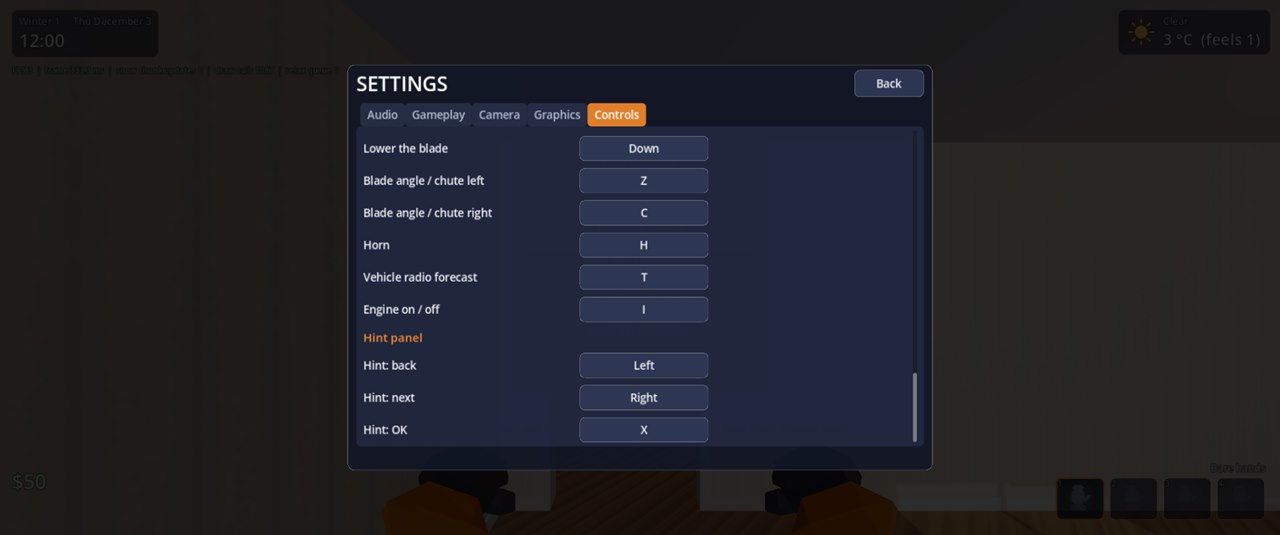 Winter 1 Thu December 3
12:00
Clear
3 °C (feels 1)
SETTINGS
Back
Audio Gameplay Camera Graphics Controls
Lower the blade Down
Blade angle / chute left Z
Blade angle / chute right C
Horn H
Vehicle radio forecast T
Engine on / off I
Hint panel
Hint: back Left
Hint: next Right
Hint: OK X
$50
Bare hands